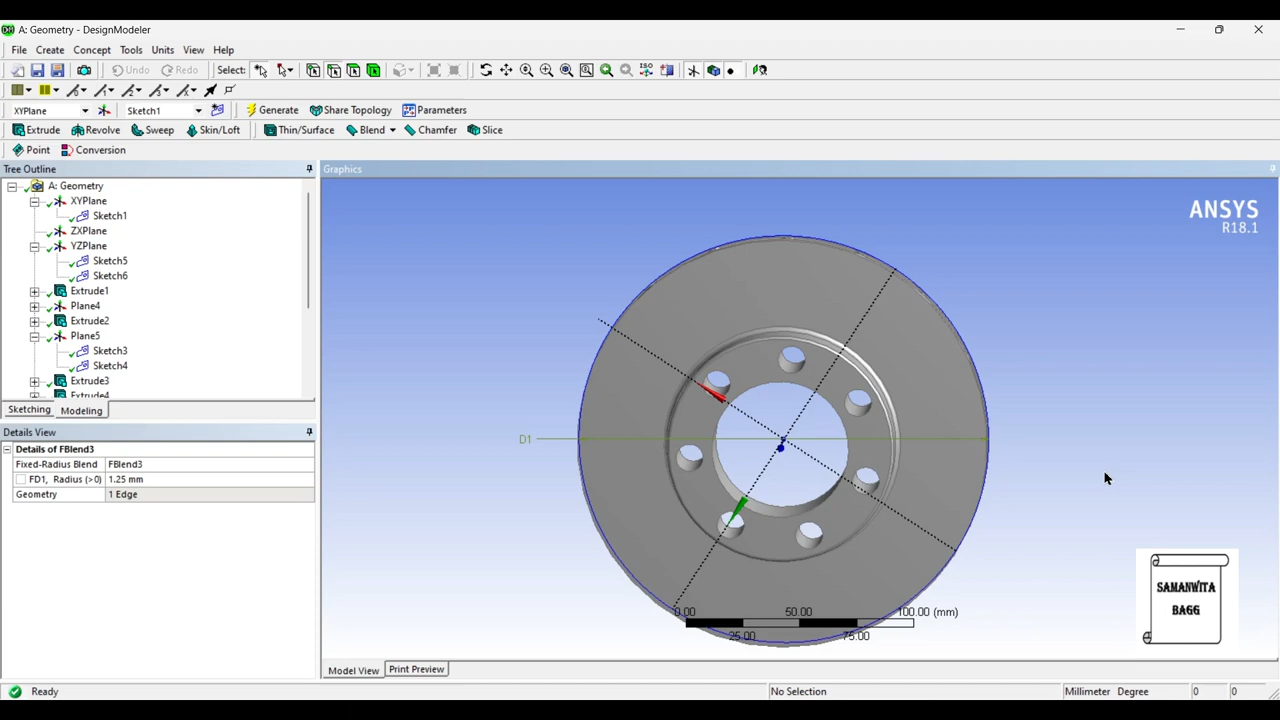 A: Geometry - DesignModeler
File Create Concept Tools Units View Help
Undo Redo Select: ISO
XYPlane Sketch1 Generate Share Topology Parameters
Extrude Revolve Sweep Skin/Loft Thin/Surface Blend Chamfer Slice
Point Conversion
Tree Outline
A: Geometry
XYPlane
Sketch1
ZXPlane
YZPlane
Sketch5
Sketch6
Extrude1
Plane4
Extrude2
Plane5
Sketch3
Sketch4
Extrude3
Extrude4
Sketching Modeling
Details View
Details of FBlend3
Fixed-Radius Blend FBlend3
FD1, Radius (>0) 1.25 mm
Geometry 1 Edge
Graphics
ANSYS
R18.1
D1
0.00 50.00 100.00 (mm)
25.00 75.00
SAMANWITA
BAGG
Model View Print Preview
Ready No Selection Millimeter Degree 0 0